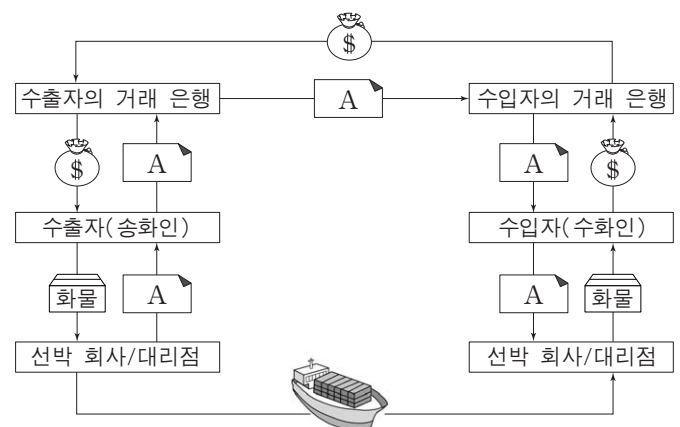 $
수출자의 거래 은행 A 수입자의 거래 은행
$ A A $
수출자(송화인) 수입자(수화인)
화물 A A 화물
선박 회사/대리점 선박 회사/대리점